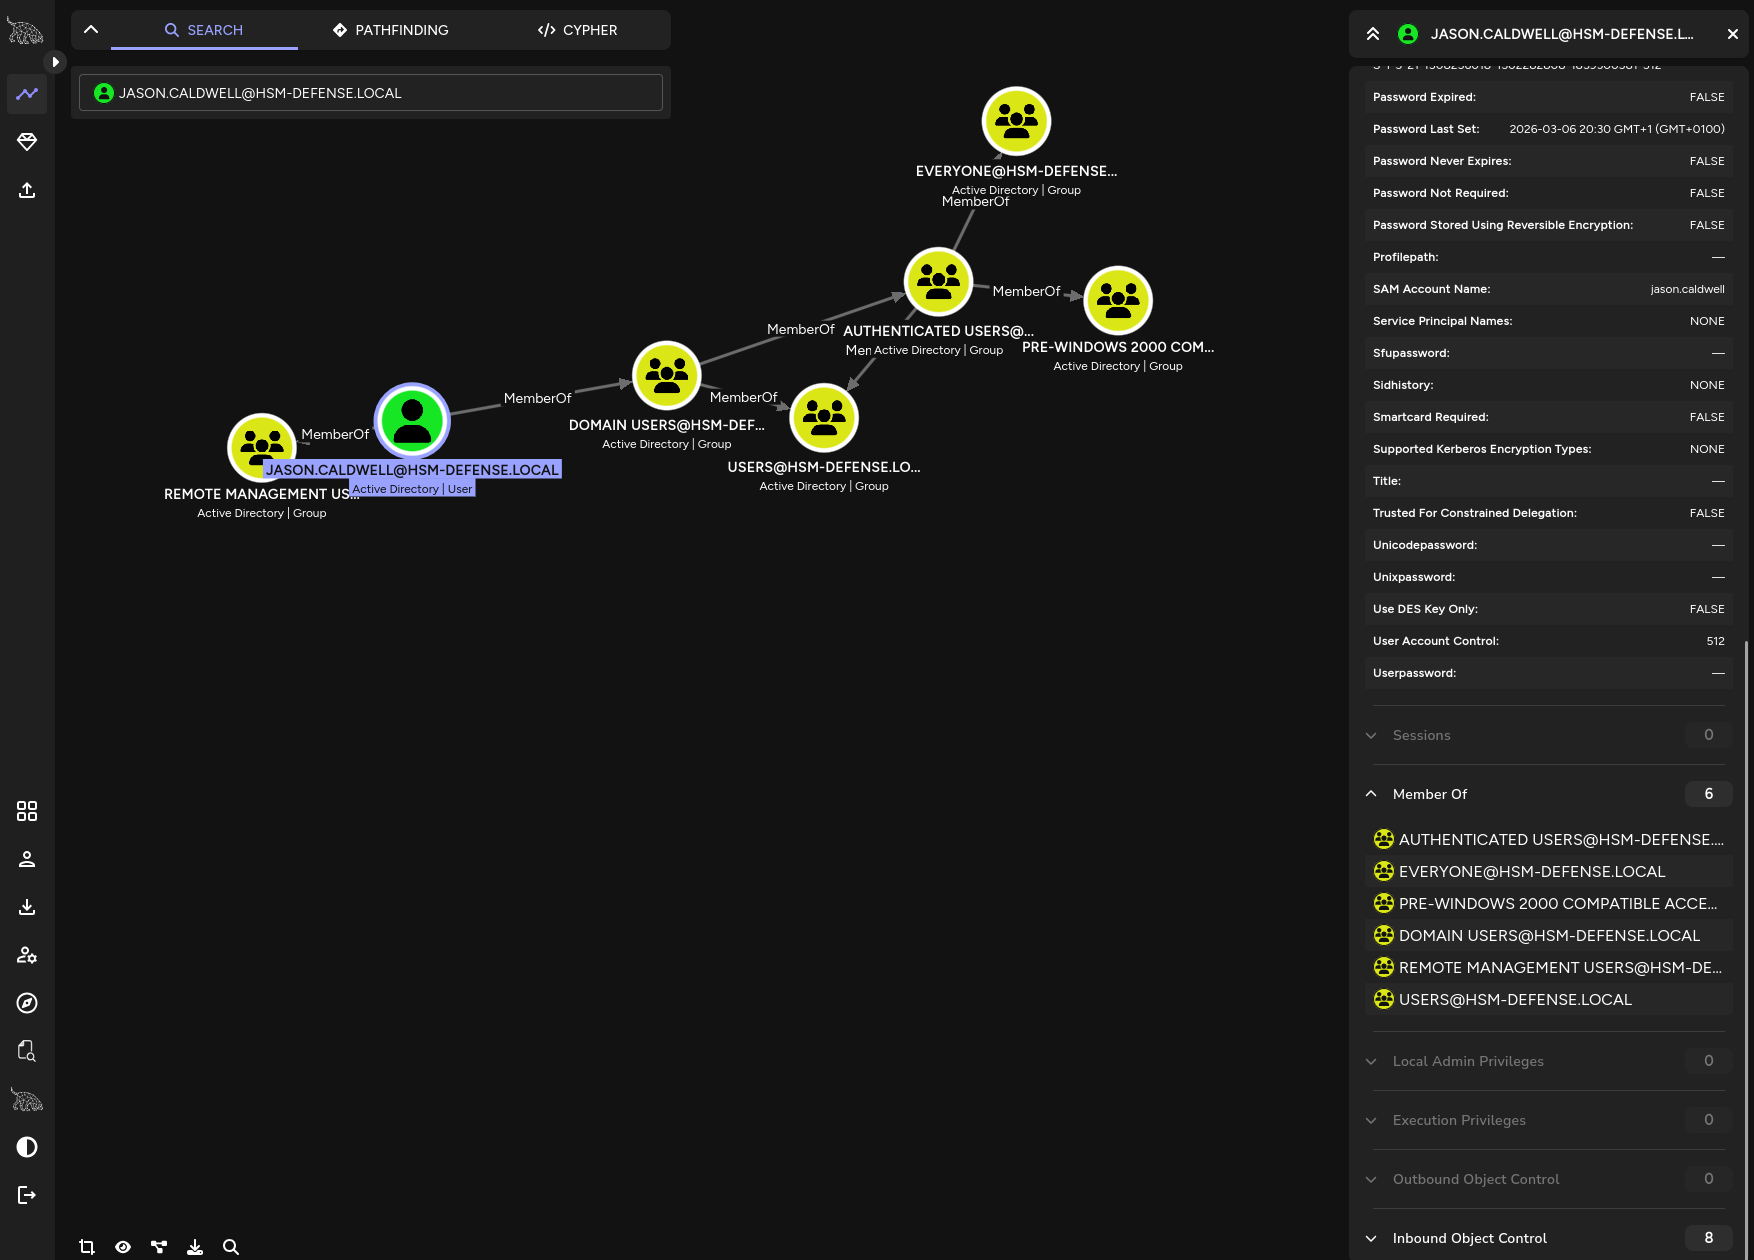 SEARCH
PATHFINDING
CYPHER
JASON.CALDWELL@HSM-DEFENSE.LOCAL
EVERYONE@HSM-DEFENSE...
Active Directory | Group
MemberOf
MemberOf
AUTHENTICATED USERS@...
Active Directory | Group
PRE-WINDOWS 2000 COM...
Active Directory | Group
MemberOf
Mem
MemberOf
MemberOf
DOMAIN USERS@HSM-DEF...
Active Directory | Group
USERS@HSM-DEFENSE.LO...
Active Directory | Group
MemberOf
JASON.CALDWELL@HSM-DEFENSE.LOCAL
Active Directory | User
REMOTE MANAGEMENT US...
Active Directory | Group
JASON.CALDWELL@HSM-DEFENSE.L...
Password Expired: FALSE
Password Last Set: 2026-03-06 20:30 GMT+1 (GMT+0100)
Password Never Expires: FALSE
Password Not Required: FALSE
Password Stored Using Reversible Encryption: FALSE
Profilepath: —
SAM Account Name: jason.caldwell
Service Principal Names: NONE
Sfupassword: —
Sidhistory: NONE
Smartcard Required: FALSE
Supported Kerberos Encryption Types: NONE
Title: —
Trusted For Constrained Delegation: FALSE
Unicodepassword: —
Unixpassword: —
Use DES Key Only: FALSE
User Account Control: 512
Userpassword: —
Sessions 0
Member Of 6
AUTHENTICATED USERS@HSM-DEFENSE....
EVERYONE@HSM-DEFENSE.LOCAL
PRE-WINDOWS 2000 COMPATIBLE ACCE...
DOMAIN USERS@HSM-DEFENSE.LOCAL
REMOTE MANAGEMENT USERS@HSM-DE...
USERS@HSM-DEFENSE.LOCAL
Local Admin Privileges 0
Execution Privileges 0
Outbound Object Control 0
Inbound Object Control 8